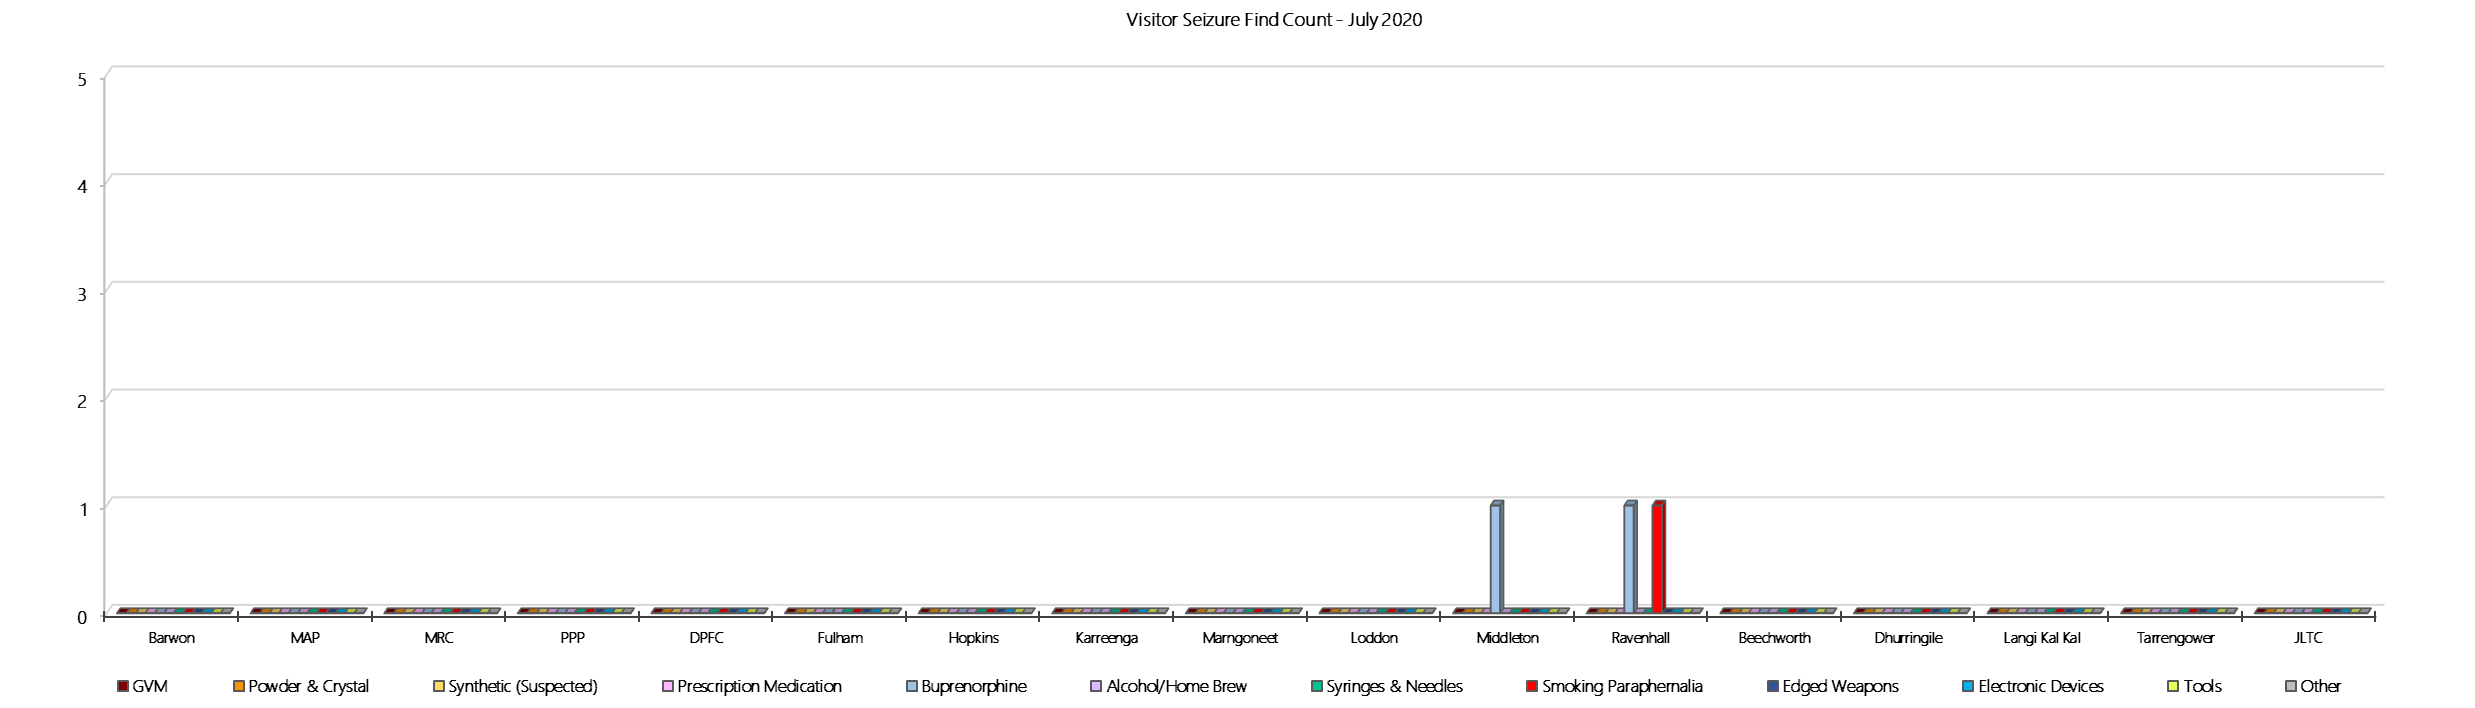 Visitor Seizure Find Count - July 2020
5
4
3
2
1
0
Barwon MAP MRC PPP DPFC Fulham Hopkins Karreenga Marngoneet Loddon Middleton Ravenhall Beechworth Dhurringile Langi Kal Kal Tarrengower JLTC
GVM Powder & Crystal Synthetic (Suspected) Prescription Medication Buprenorphine Alcohol/Home Brew Syringes & Needles Smoking Paraphernalia Edged Weapons Electronic Devices Tools Other